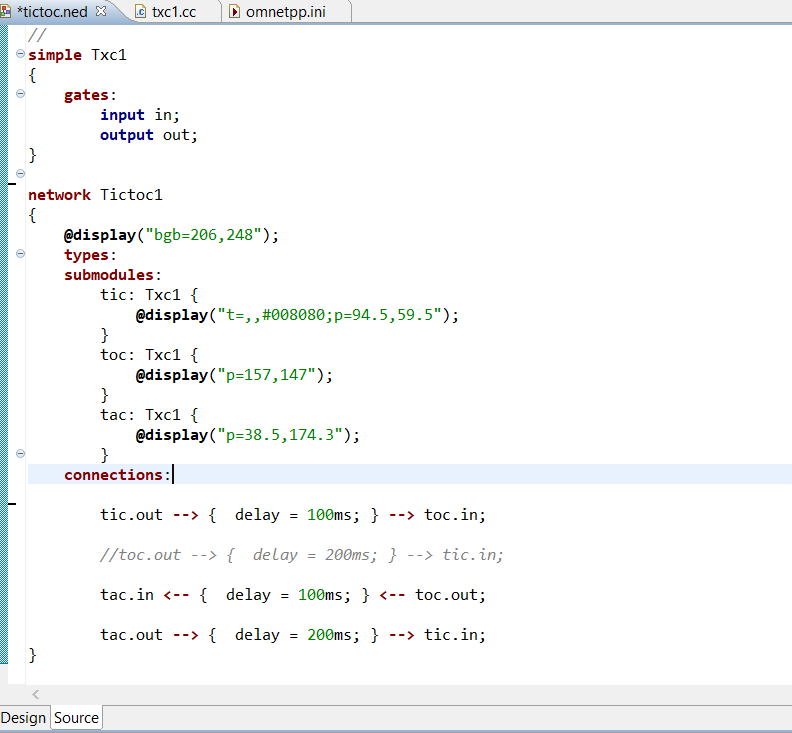 *tictoc.ned txc1.cc omnetpp.ini
//
simple Txc1
{
    gates:
        input in;
        output out;
}
network Tictoc1
{
    @display("bgb=206,248");
    types:
    submodules:
        tic: Txc1 {
            @display("t=,,#008080;p=94.5,59.5");
        }
        toc: Txc1 {
            @display("p=157,147");
        }
        tac: Txc1 {
            @display("p=38.5,174.3");
        }
    connections:
        tic.out --> {  delay = 100ms; } --> toc.in;
        //toc.out --> {  delay = 200ms; } --> tic.in;
        tac.in <-- {  delay = 100ms; } <-- toc.out;
        tac.out --> {  delay = 200ms; } --> tic.in;
}
Design Source